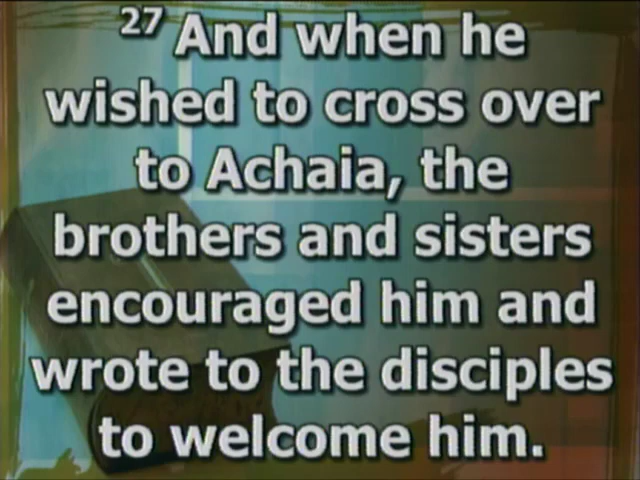 27 And when he
wished to cross over
to Achaia, the
brothers and sisters
encouraged him and
wrote to the disciples
to welcome him.